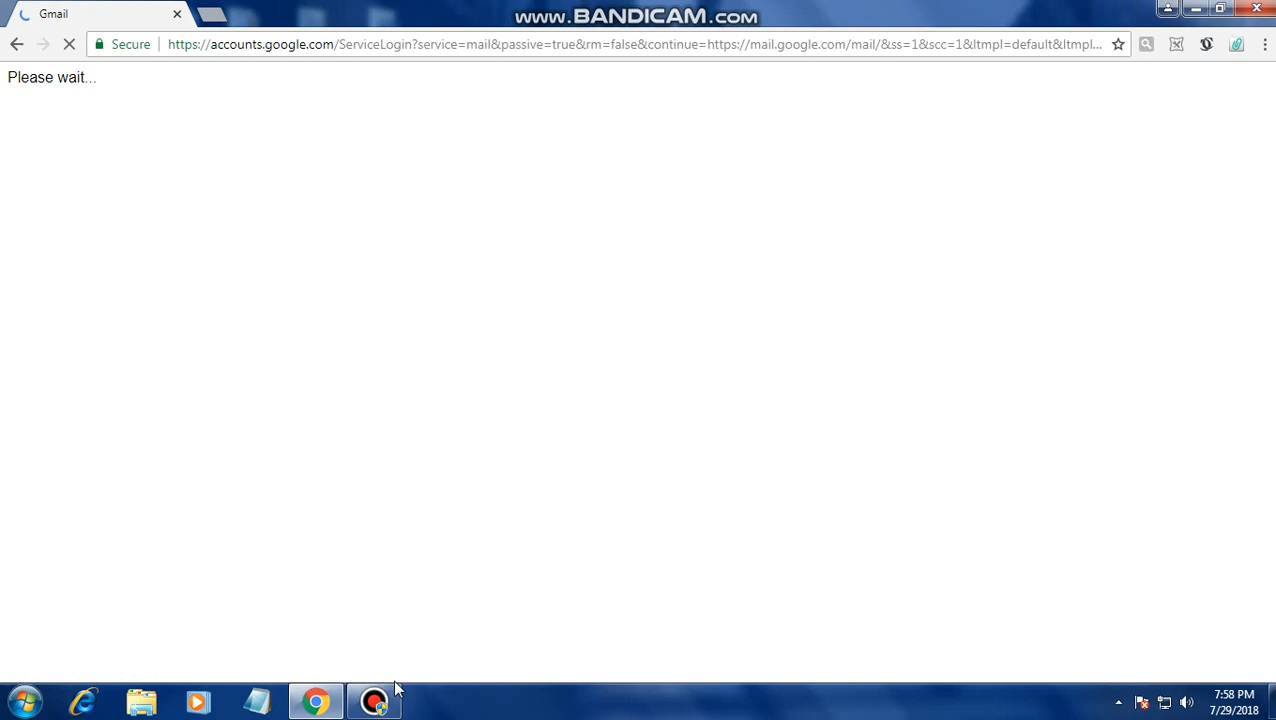 Gmail
www.BANDICAM.com
Secure
https://accounts.google.com/ServiceLogin?service=mail&passive=true&rm=false&continue=https://mail.google.com/mail/&ss=1&scc=1&ltmpl=default&ltmpl...
Please wait...
7:58 PM
7/29/2018